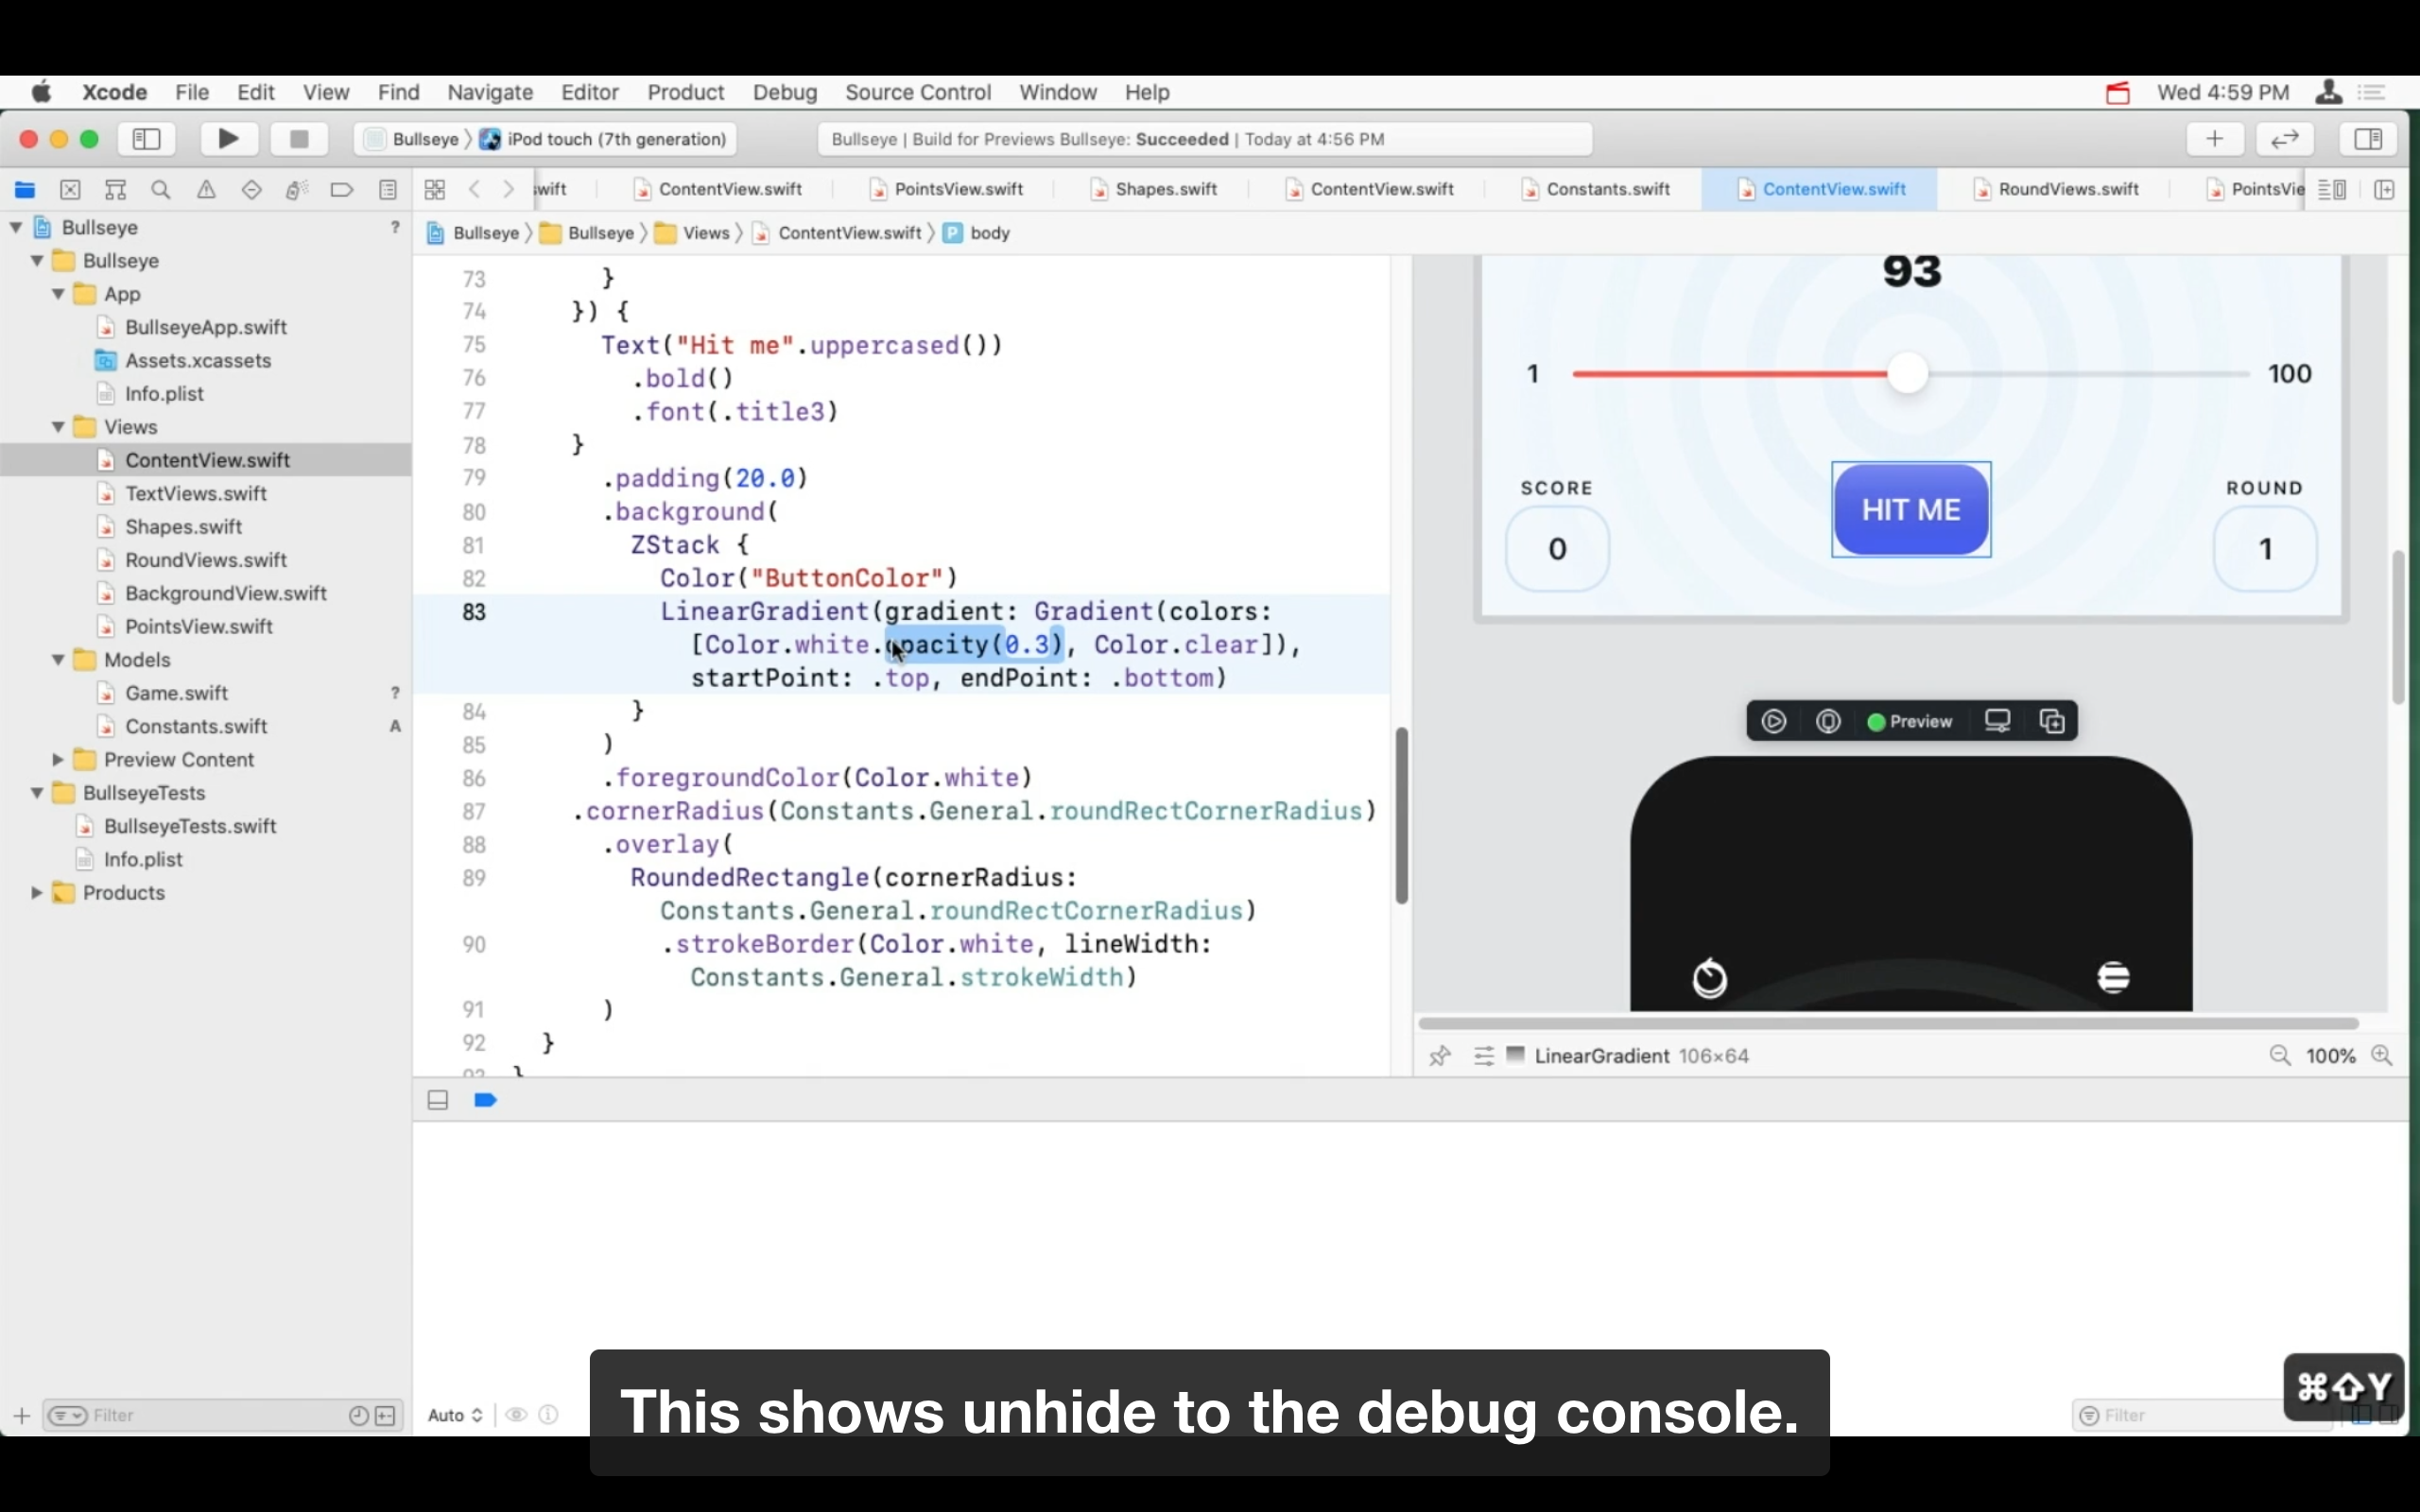 Xcode File Edit View Find Navigate Editor Product Debug Source Control Window Help Wed 4:59 PM
Bullseye iPod touch (7th generation) Bullseye | Build for Previews Bullseye: Succeeded | Today at 4:56 PM
swift ContentView.swift PointsView.swift Shapes.swift ContentView.swift Constants.swift ContentView.swift RoundViews.swift PointsVie
Bullseye Bullseye Views ContentView.swift P body
Bullseye ?
Bullseye
App
BullseyeApp.swift
Assets.xcassets
Info.plist
Views
ContentView.swift
TextViews.swift
Shapes.swift
RoundViews.swift
BackgroundView.swift
PointsView.swift
Models
Game.swift ?
Constants.swift A
Preview Content
BullseyeTests
BullseyeTests.swift
Info.plist
Products
Filter
73 }
74 }) {
75 Text("Hit me".uppercased())
76 .bold()
77 .font(.title3)
78 }
79 .padding(20.0)
80 .background(
81 ZStack {
82 Color("ButtonColor")
83 LinearGradient(gradient: Gradient(colors:
[Color.white.opacity(0.3), Color.clear]),
startPoint: .top, endPoint: .bottom)
84 }
85 )
86 .foregroundColor(Color.white)
87 .cornerRadius(Constants.General.roundRectCornerRadius)
88 .overlay(
89 RoundedRectangle(cornerRadius:
Constants.General.roundRectCornerRadius)
90 .strokeBorder(Color.white, lineWidth:
Constants.General.strokeWidth)
91 )
92 }
93 }
93
1 100
SCORE HIT ME ROUND
0 1
Preview
LinearGradient 106×64 100%
Auto Filter
⌘⇧Y
This shows unhide to the debug console.